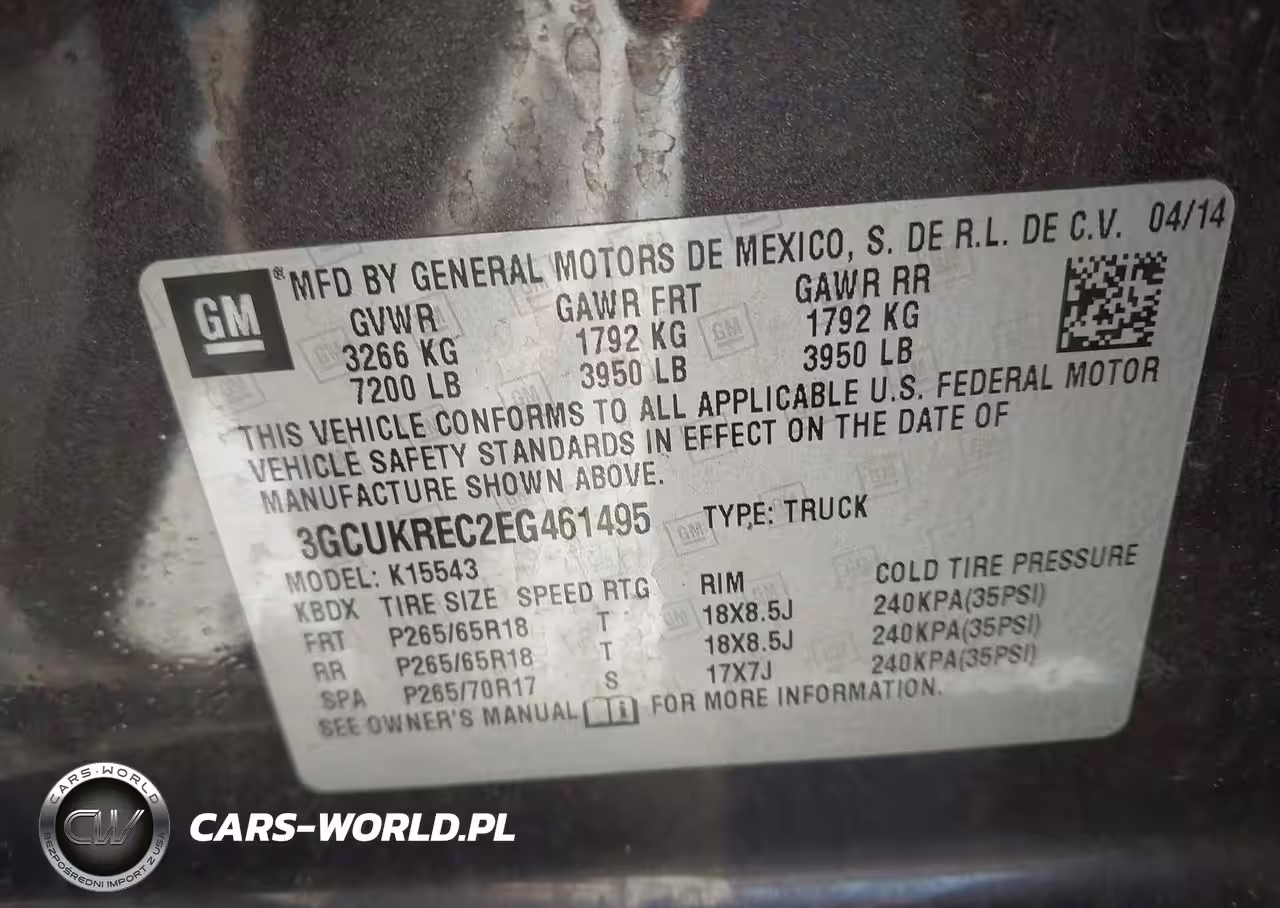 GM
® MFD BY GENERAL MOTORS DE MEXICO, S. DE R.L. DE C.V. 04/14
GVWR GAWR FRT GAWR RR
3266 KG 1792 KG 1792 KG
7200 LB 3950 LB 3950 LB
THIS VEHICLE CONFORMS TO ALL APPLICABLE U.S. FEDERAL MOTOR
VEHICLE SAFETY STANDARDS IN EFFECT ON THE DATE OF
MANUFACTURE SHOWN ABOVE.
3GCUKREC2EG461495 TYPE: TRUCK
MODEL: K15543
KBDX TIRE SIZE SPEED RTG RIM COLD TIRE PRESSURE
FRT P265/65R18 T 18X8.5J 240KPA(35PSI)
RR P265/65R18 T 18X8.5J 240KPA(35PSI)
SPA P265/70R17 S 17X7J 240KPA(35PSI)
SEE OWNER'S MANUAL i FOR MORE INFORMATION.
CARS-WORLD
CW
BEZPOŚREDNI IMPORT Z USA
CARS-WORLD.PL